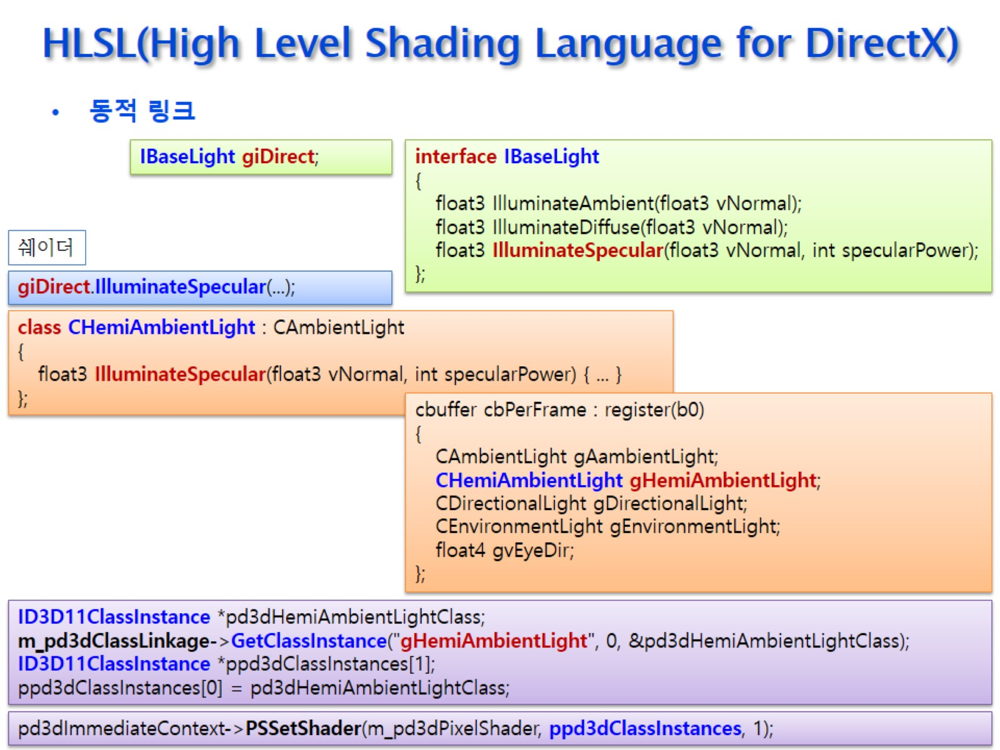 HLSL(High Level Shading Language for DirectX)
• 동적 링크
IBaseLight giDirect;
interface IBaseLight
{
float3 IlluminateAmbient(float3 vNormal);
float3 IlluminateDiffuse(float3 vNormal);
float3 IlluminateSpecular(float3 vNormal, int specularPower);
};
쉐이더
giDirect.IlluminateSpecular(...);
class CHemiAmbientLight : CAmbientLight
{
float3 IlluminateSpecular(float3 vNormal, int specularPower) { ... }
};
cbuffer cbPerFrame : register(b0)
{
CAmbientLight gAambientLight;
CHemiAmbientLight gHemiAmbientLight;
CDirectionalLight gDirectionalLight;
CEnvironmentLight gEnvironmentLight;
float4 gvEyeDir;
};
ID3D11ClassInstance *pd3dHemiAmbientLightClass;
m_pd3dClassLinkage->GetClassInstance("gHemiAmbientLight", 0, &pd3dHemiAmbientLightClass);
ID3D11ClassInstance *ppd3dClassInstances[1];
ppd3dClassInstances[0] = pd3dHemiAmbientLightClass;
pd3dImmediateContext->PSSetShader(m_pd3dPixelShader, ppd3dClassInstances, 1);